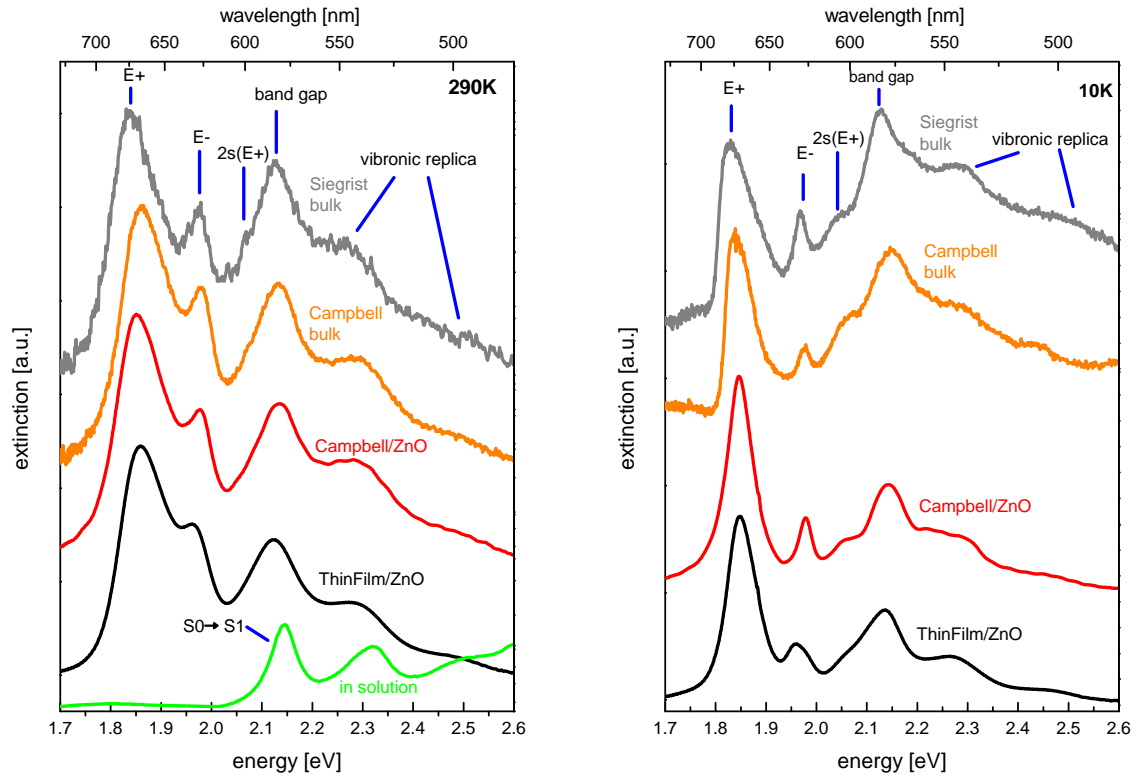 wavelength [nm]
700 650 600 550 500
290K
E+
E-
2s(E+)
band gap
vibronic replica
Siegrist
bulk
Campbell
bulk
Campbell/ZnO
ThinFilm/ZnO
S0→S1
in solution
extinction [a.u.]
1.7 1.8 1.9 2.0 2.1 2.2 2.3 2.4 2.5 2.6
energy [eV]
wavelength [nm]
700 650 600 550 500
10K
E+
E-
2s(E+)
band gap
Siegrist
bulk
vibronic replica
Campbell
bulk
Campbell/ZnO
ThinFilm/ZnO
extinction [a.u.]
1.7 1.8 1.9 2.0 2.1 2.2 2.3 2.4 2.5 2.6
energy [eV]